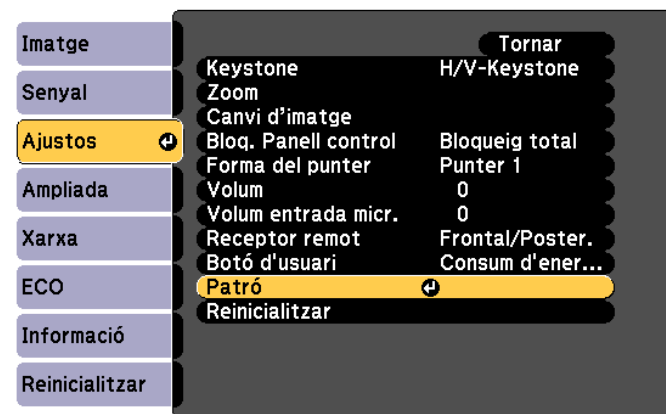 Imatge
Senyal
Ajustos
Ampliada
Xarxa
ECO
Informació
Reinicialitzar
Tornar
Keystone H/V-Keystone
Zoom
Canvi d'imatge
Bloq. Panell control Bloqueig total
Forma del punter Punter 1
Volum 0
Volum entrada micr. 0
Receptor remot Frontal/Poster.
Botó d'usuari Consum d'ener...
Patró
Reinicialitzar